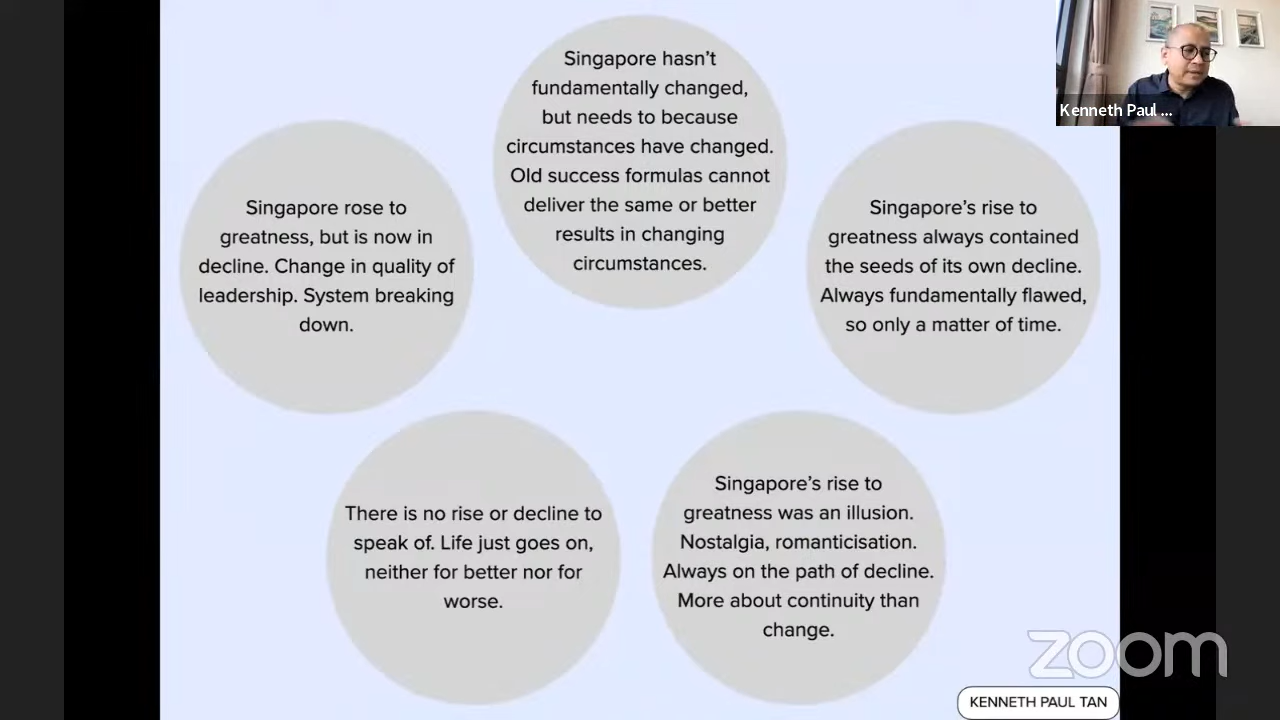 Singapore hasn't
fundamentally changed,
but needs to because
circumstances have changed.
Old success formulas cannot
deliver the same or better
results in changing
circumstances.
Kenneth Paul ...
Singapore rose to
greatness, but is now in
decline. Change in quality of
leadership. System breaking
down.
Singapore's rise to
greatness always contained
the seeds of its own decline.
Always fundamentally flawed,
so only a matter of time.
There is no rise or decline to
speak of. Life just goes on,
neither for better nor for
worse.
Singapore's rise to
greatness was an illusion.
Nostalgia, romanticisation.
Always on the path of decline.
More about continuity than
change.
zoom
KENNETH PAUL TAN